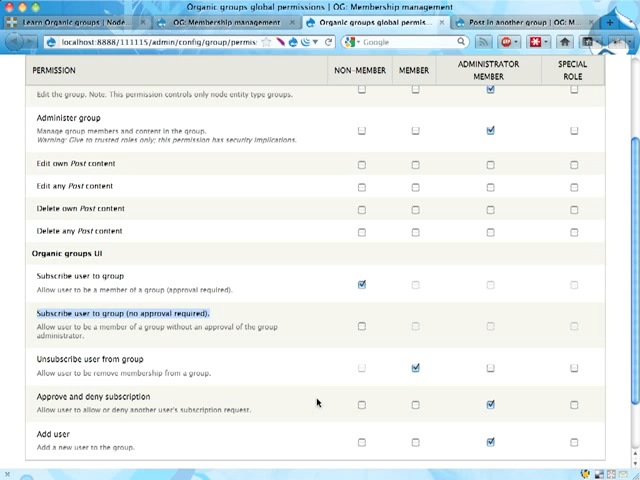 Organic groups global permissions | OG: Membership management
Learn Organic groups | Node...
OG: Membership management
Organic groups global permis...
Post in another group | OG: M...
localhost:8888/111115/admin/config/group/permis
Google
PERMISSION
NON-MEMBER
MEMBER
ADMINISTRATOR MEMBER
SPECIAL ROLE
Edit the group. Note: This permission controls only node entity type groups.
Administer group
Manage group members and content in the group.
Warning: Give to trusted roles only; this permission has security implications.
Edit own Post content
Edit any Post content
Delete own Post content
Delete any Post content
Organic groups UI
Subscribe user to group
Allow user to be a member of a group (approval required).
Subscribe user to group (no approval required).
Allow user to be a member of a group without an approval of the group
administrator.
Unsubscribe user from group
Allow user to be remove membership from a group.
Approve and deny subscription
Allow user to allow or deny another user's subscription request.
Add user
Add a new user to the group.